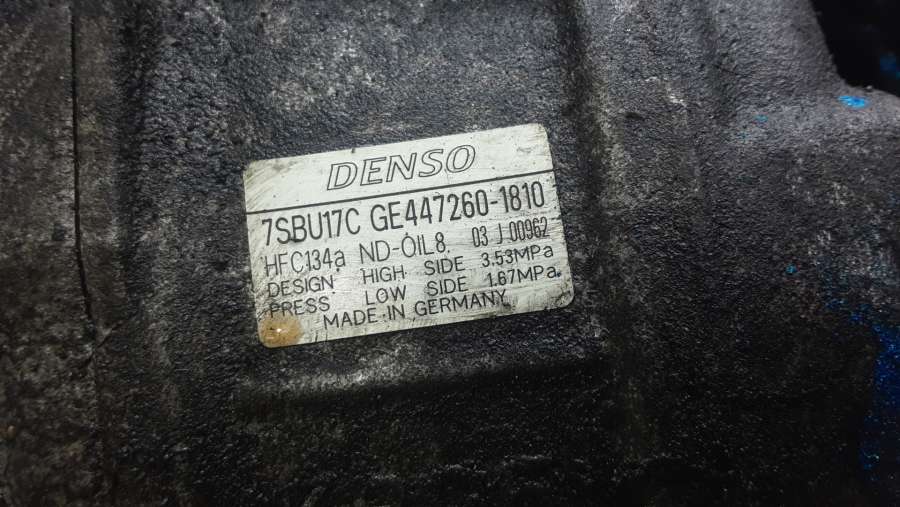 DENSO
7SBU17C GE447260-1810
HFC134a ND-OIL8. 03 J 00962
DESIGN HIGH SIDE 3.53MPa
PRESS LOW SIDE 1.67MPa
MADE IN GERMANY